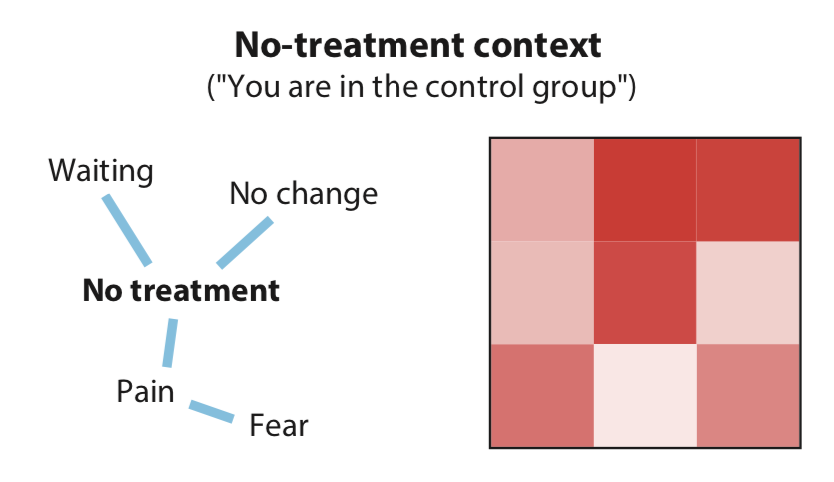 No-treatment context
("You are in the control group")
Waiting
No change
No treatment
Pain
Fear